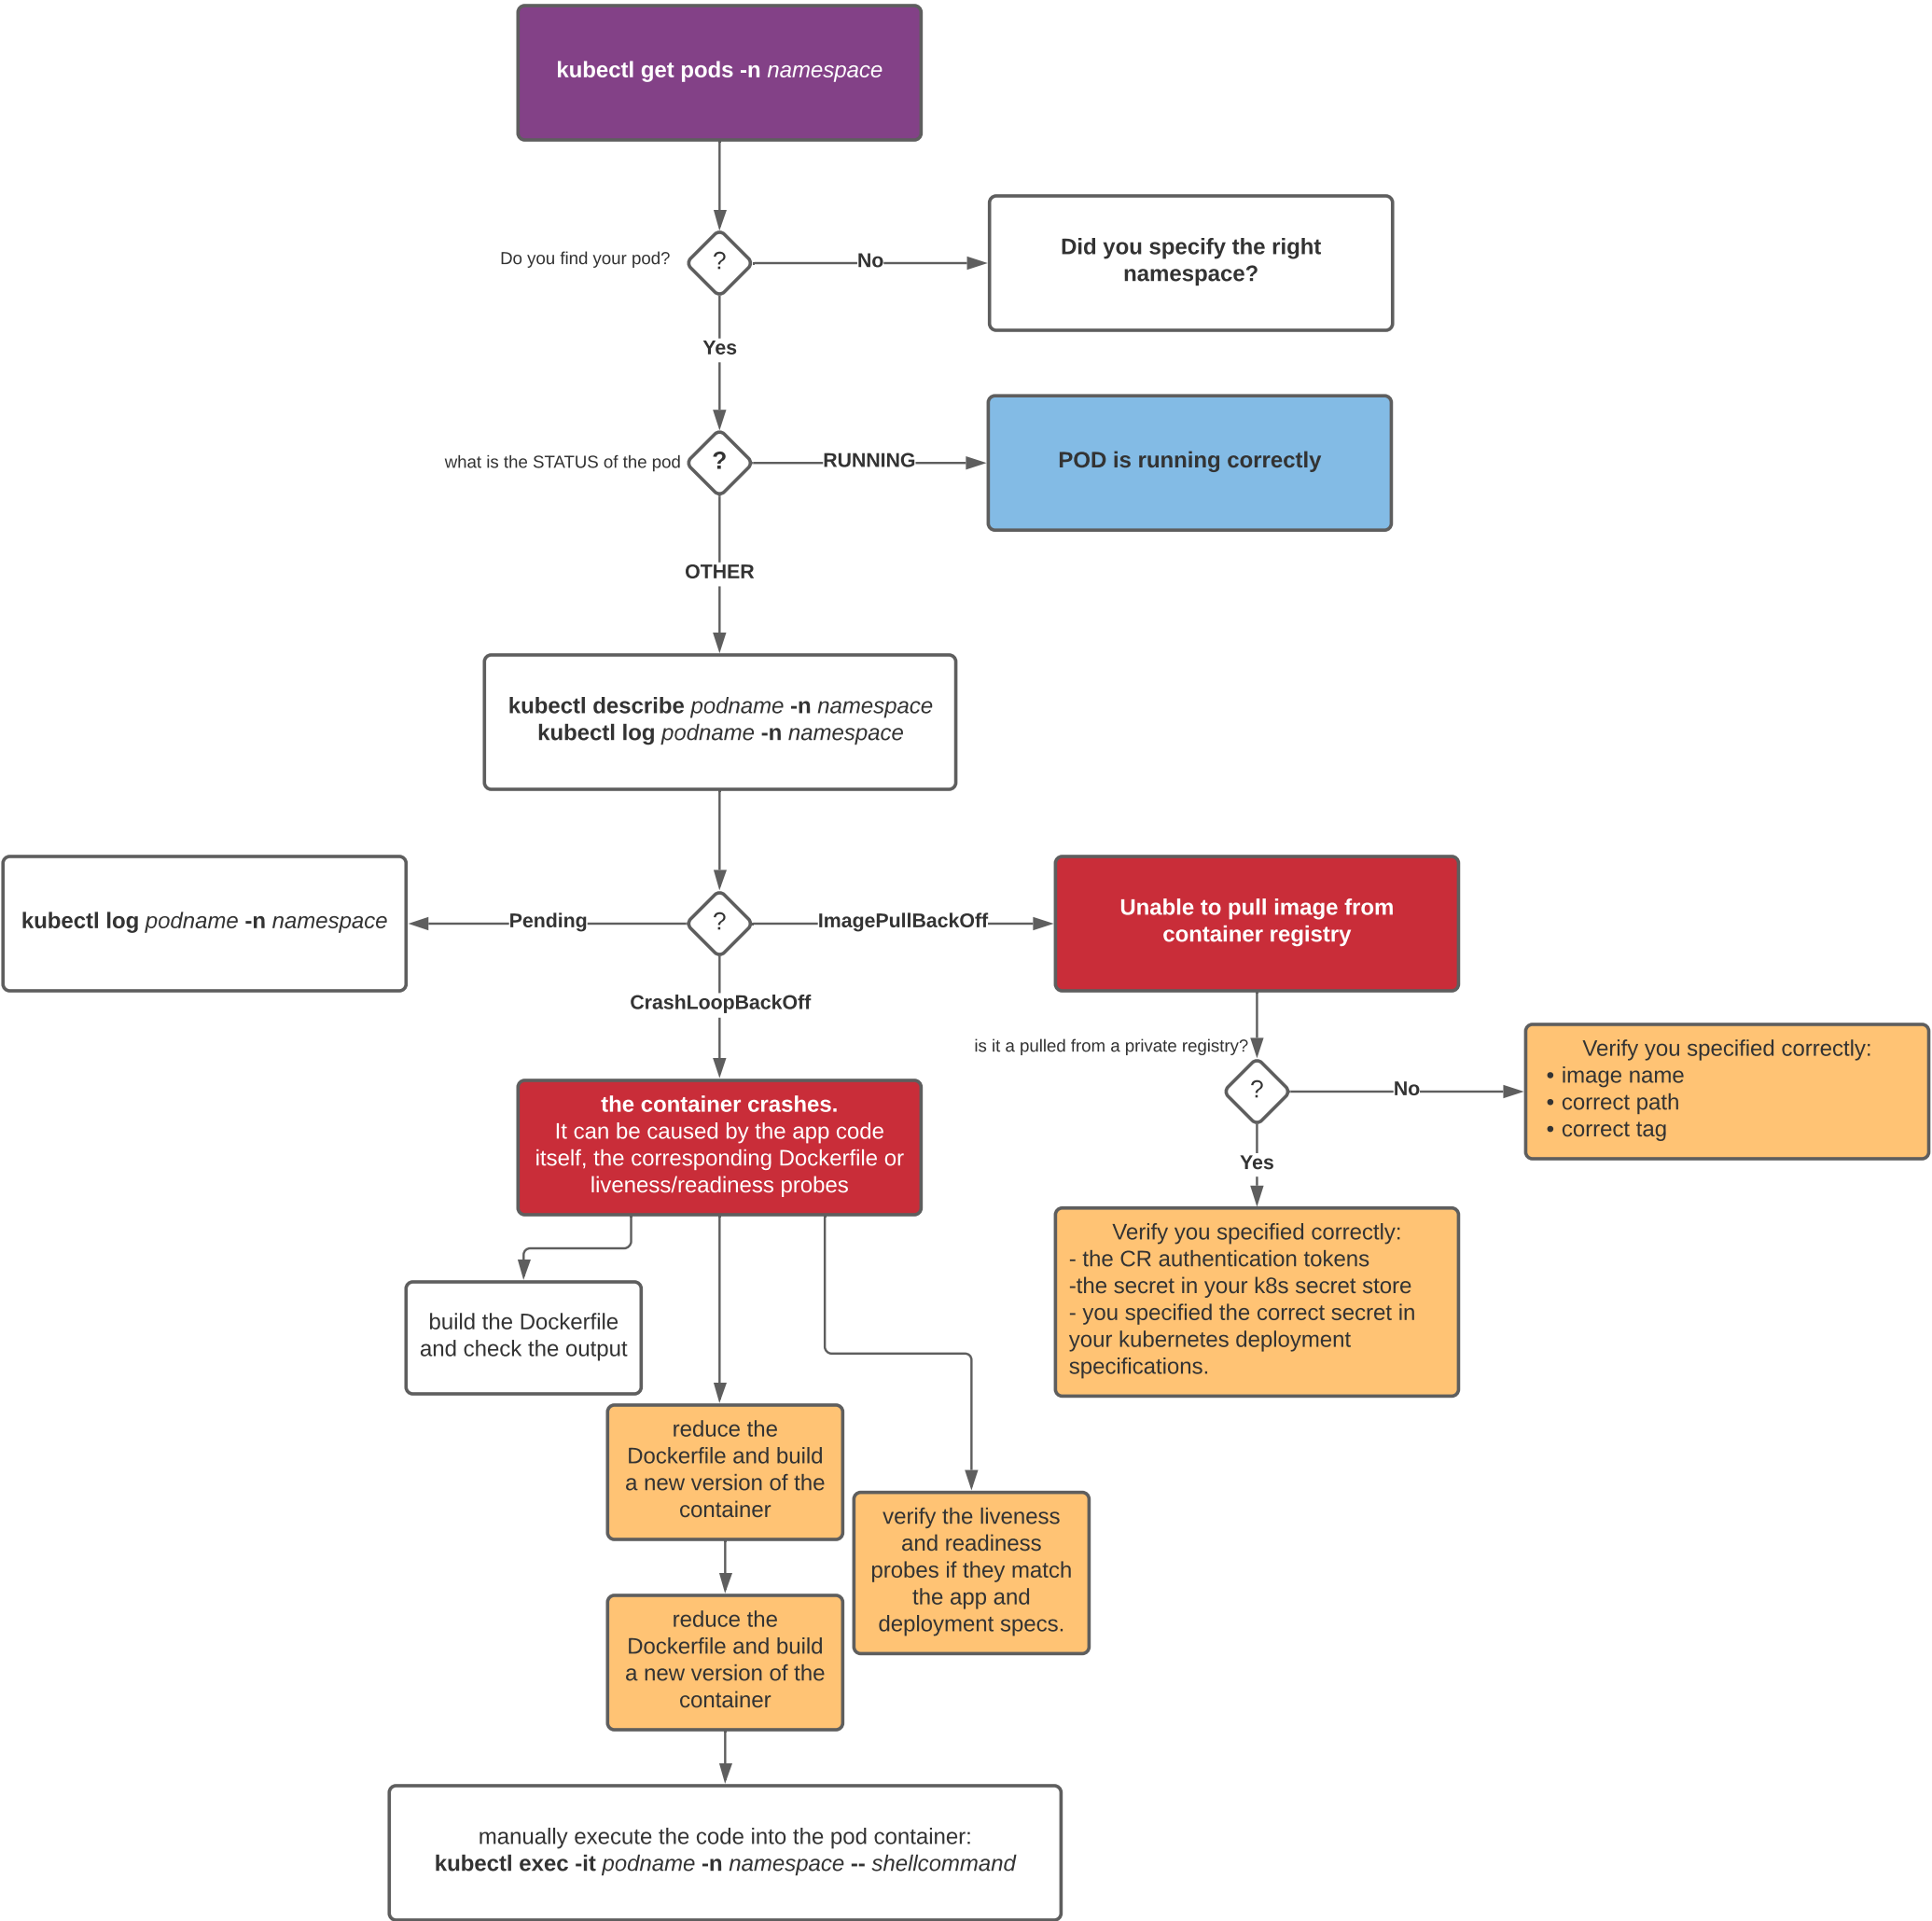 kubectl get pods -n namespace
Do you find your pod?
?
No
Did you specify the right
namespace?
Yes
what is the STATUS of the pod
?
RUNNING
POD is running correctly
OTHER
kubectl describe podname -n namespace
kubectl log podname -n namespace
kubectl log podname -n namespace
Pending
?
ImagePullBackOff
Unable to pull image from
container registry
CrashLoopBackOff
is it a pulled from a private registry?
?
No
Verify you specified correctly:
• image name
• correct path
• correct tag
Yes
Verify you specified correctly:
- the CR authentication tokens
-the secret in your k8s secret store
- you specified the correct secret in
your kubernetes deployment
specifications.
the container crashes.
It can be caused by the app code
itself, the corresponding Dockerfile or
liveness/readiness probes
build the Dockerfile
and check the output
reduce the
Dockerfile and build
a new version of the
container
verify the liveness
and readiness
probes if they match
the app and
deployment specs.
reduce the
Dockerfile and build
a new version of the
container
manually execute the code into the pod container:
kubectl exec -it podname -n namespace -- shellcommand